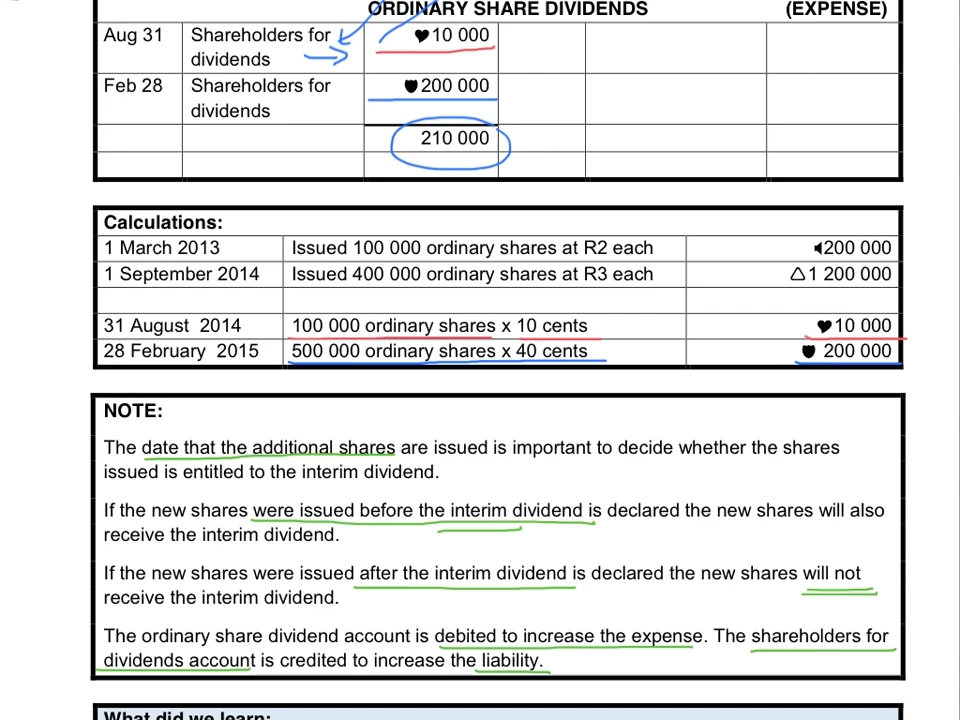 ORDINARY SHARE DIVIDENDS (EXPENSE)
Aug 31 Shareholders for 10 000
dividends
Feb 28 Shareholders for 200 000
dividends
210 000
Calculations:
1 March 2013 Issued 100 000 ordinary shares at R2 each 200 000
1 September 2014 Issued 400 000 ordinary shares at R3 each 1 200 000
31 August 2014 100 000 ordinary shares x 10 cents 10 000
28 February 2015 500 000 ordinary shares x 40 cents 200 000
NOTE:
The date that the additional shares are issued is important to decide whether the shares
issued is entitled to the interim dividend.
If the new shares were issued before the interim dividend is declared the new shares will also
receive the interim dividend.
If the new shares were issued after the interim dividend is declared the new shares will not
receive the interim dividend.
The ordinary share dividend account is debited to increase the expense. The shareholders for
dividends account is credited to increase the liability.
What did we learn: